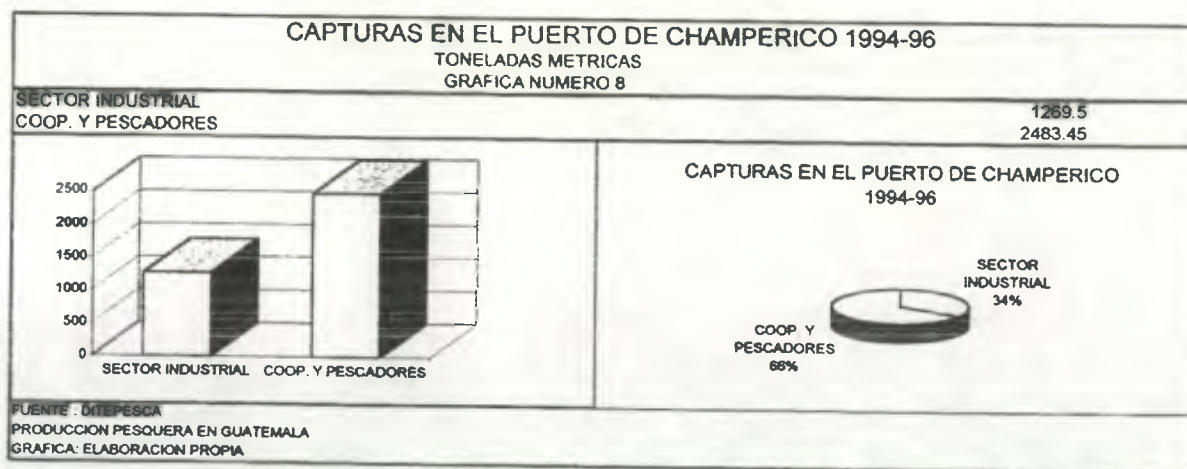 CAPTURAS EN EL PUERTO DE CHAMPERICO 1994-96
TONELADAS METRICAS
GRAFICA NUMERO 8
SECTOR INDUSTRIAL 1269.5
COOP. Y PESCADORES 2483.45
2500
2000
1500
1000
500
0
SECTOR INDUSTRIAL COOP. Y PESCADORES
CAPTURAS EN EL PUERTO DE CHAMPERICO
1994-96
SECTOR
INDUSTRIAL
34%
COOP. Y
PESCADORES
66%
FUENTE : DITEPESCA
PRODUCCION PESQUERA EN GUATEMALA
GRAFICA: ELABORACION PROPIA